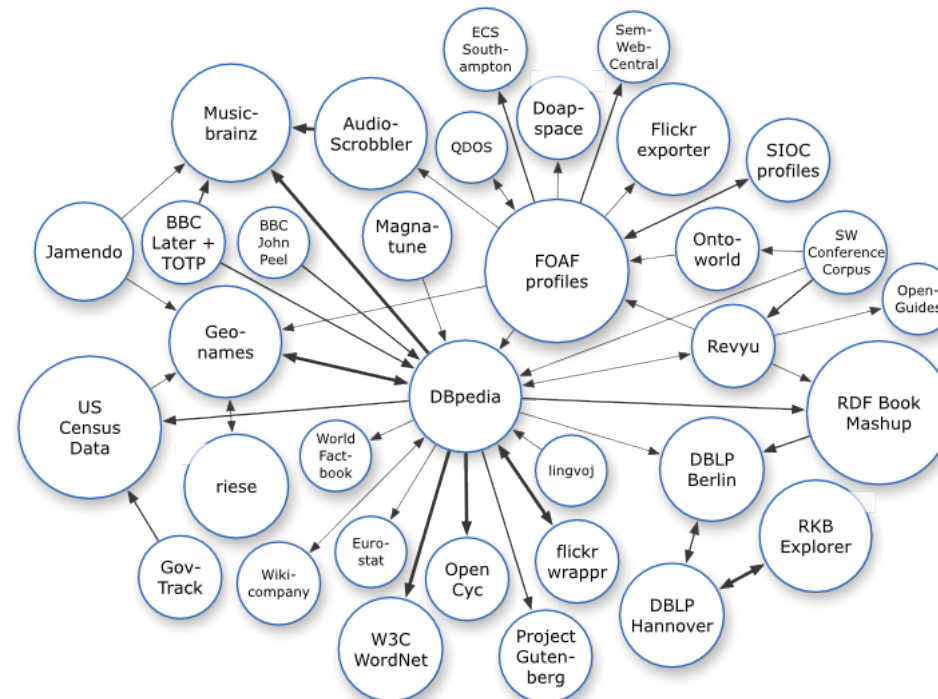 ECS
South-
ampton
Sem-
Web-
Central
Music-
brainz
Audio-
Scrobbler
QDOS
Doap-
space
Flickr
exporter
SIOC
profiles
Jamendo
BBC
Later +
TOTP
BBC
John
Peel
Magna-
tune
FOAF
profiles
Onto-
world
SW
Conference
Corpus
Open-
Guides
Geo-
names
Revyu
DBpedia
US
Census
Data
RDF Book
Mashup
World
Fact-
book
lingvoj
DBLP
Berlin
riese
RKB
Explorer
Gov-
Track
Wiki-
company
Euro-
stat
Open
Cyc
flickr
wrappr
DBLP
Hannover
W3C
WordNet
Project
Guten-
berg